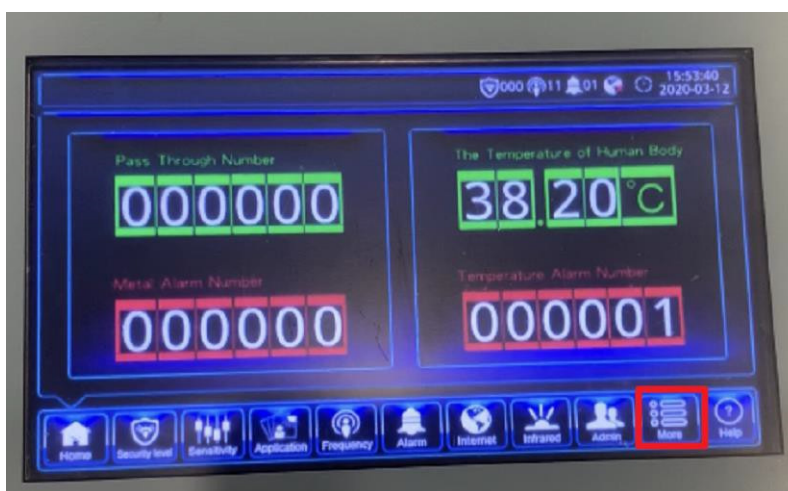 000 11 01 15:53:40
2020-03-12
Pass Through Number
000000
The Temperature of Human Body
38.20°C
Metal Alarm Number
000000
Temperature Alarm Number
000001
Home Security level Sensitivity Application Frequency Alarm Internet Infrared Admin More Help